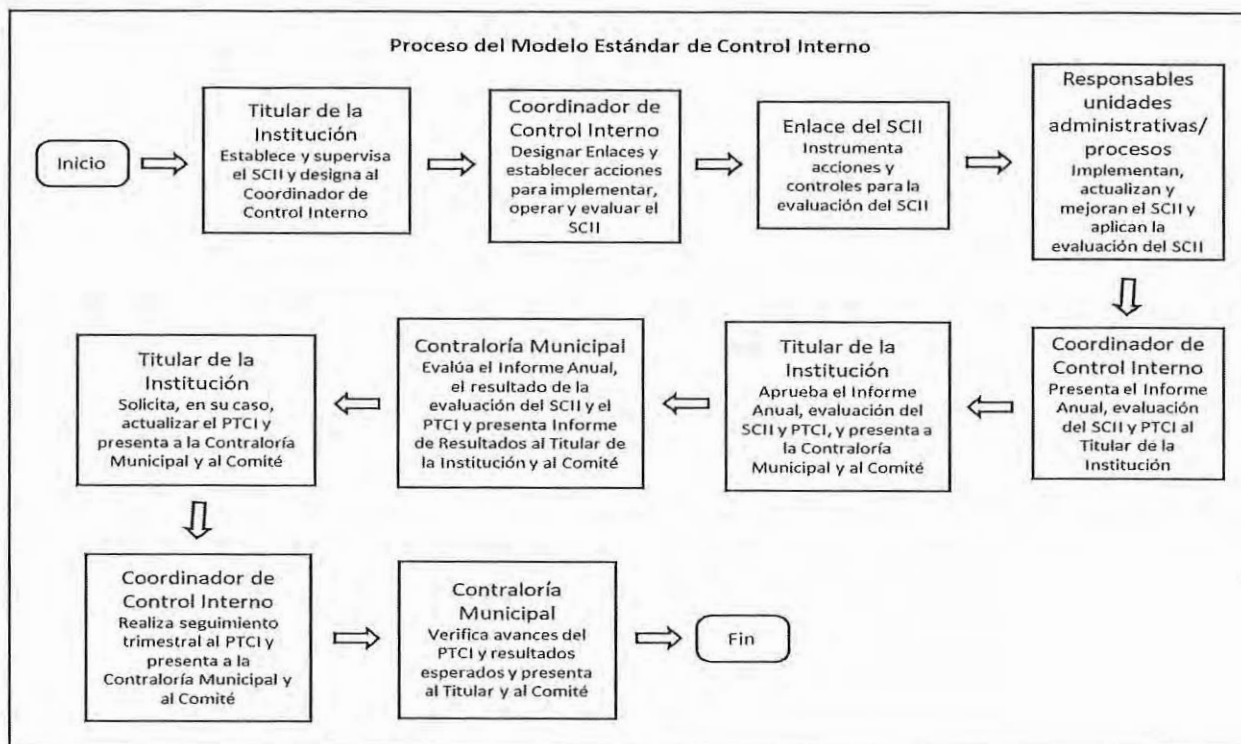 Proceso del Modelo Estándar de Control Interno
Inicio
Titular de la
Institución
Establece y supervisa
el SCII y designa al
Coordinador de
Control Interno
Coordinador de
Control Interno
Designar Enlaces y
establecer acciones
para implementar,
operar y evaluar el
SCII
Enlace del SCII
Instrumenta
acciones y
controles para la
evaluación del SCII
Responsables
unidades
administrativas/
procesos
Implementan,
actualizan y
mejoran el SCII y
aplican la
evaluación del SCII
Coordinador de
Control Interno
Presenta el Informe
Anual, evaluación
del SCII y PTCI al
Titular de la
Institución
Titular de la
Institución
Aprueba el Informe
Anual, evaluación del
SCII y PTCI, y presenta a
la Contraloría
Municipal y al Comité
Contraloría Municipal
Evalúa el Informe Anual,
el resultado de la
evaluación del SCII y el
PTCI y presenta Informe
de Resultados al Titular de
la Institución y al Comité
Titular de la
Institución
Solicita, en su caso,
actualizar el PTCI y
presenta a la Contraloría
Municipal y al Comité
Coordinador de
Control Interno
Realiza seguimiento
trimestral al PTCI y
presenta a la
Contraloría Municipal y
al Comité
Contraloría
Municipal
Verifica avances del
PTCI y resultados
esperados y presenta
al Titular y al Comité
Fin